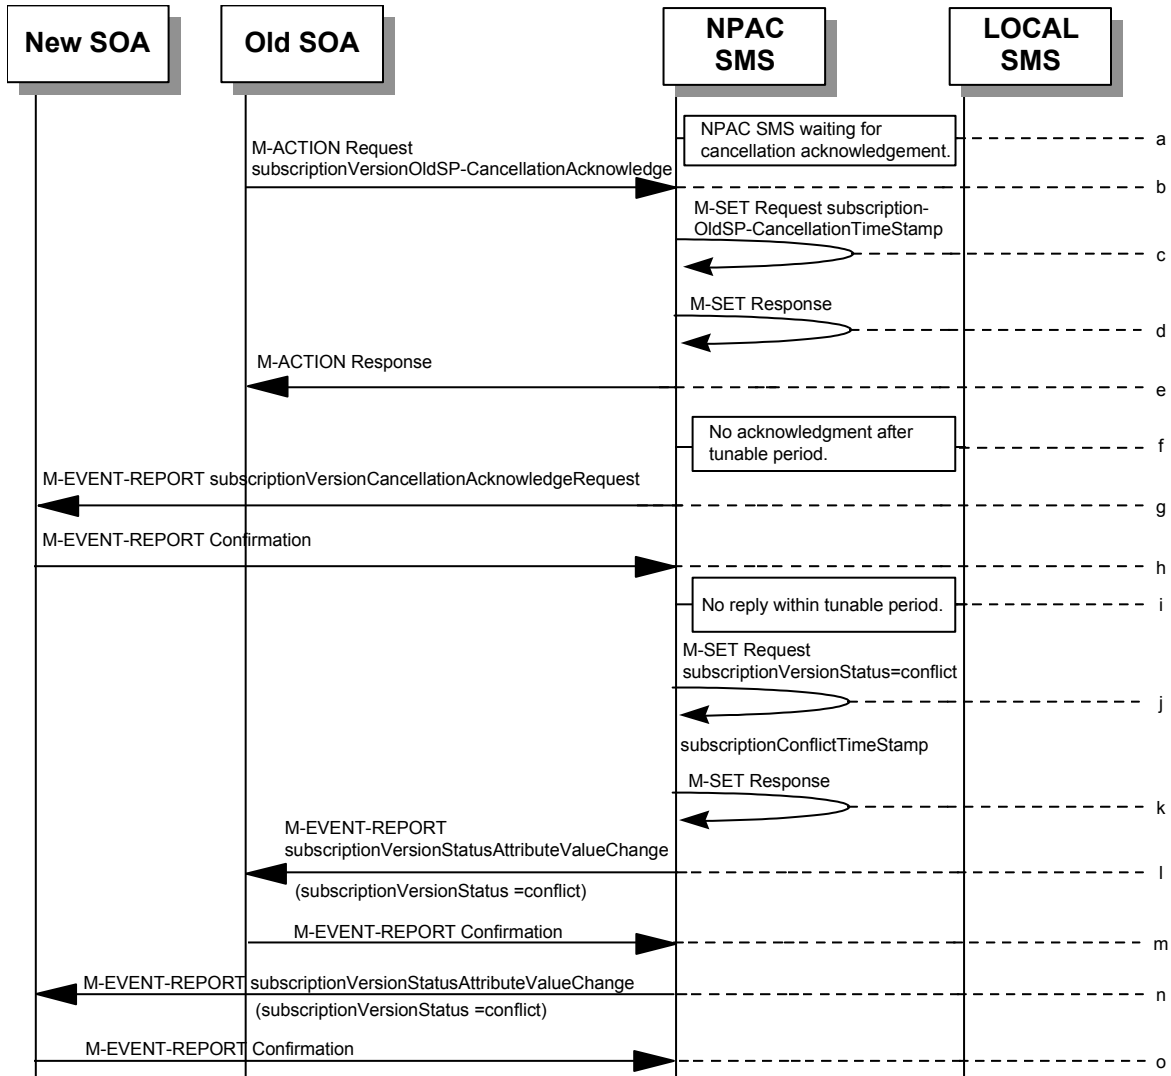 New SOA
Old SOA
NPAC
SMS
LOCAL
SMS
NPAC SMS waiting for
cancellation acknowledgement.
a
M-ACTION Request
subscriptionVersionOldSP-CancellationAcknowledge
b
M-SET Request subscription-
OldSP-CancellationTimeStamp
c
M-SET Response
d
M-ACTION Response
e
No acknowledgment after
tunable period.
f
M-EVENT-REPORT subscriptionVersionCancellationAcknowledgeRequest
g
M-EVENT-REPORT Confirmation
h
No reply within tunable period.
i
M-SET Request
subscriptionVersionStatus=conflict
j
subscriptionConflictTimeStamp
M-SET Response
k
M-EVENT-REPORT
subscriptionVersionStatusAttributeValueChange
l
(subscriptionVersionStatus =conflict)
M-EVENT-REPORT Confirmation
m
M-EVENT-REPORT subscriptionVersionStatusAttributeValueChange
n
(subscriptionVersionStatus =conflict)
M-EVENT-REPORT Confirmation
o